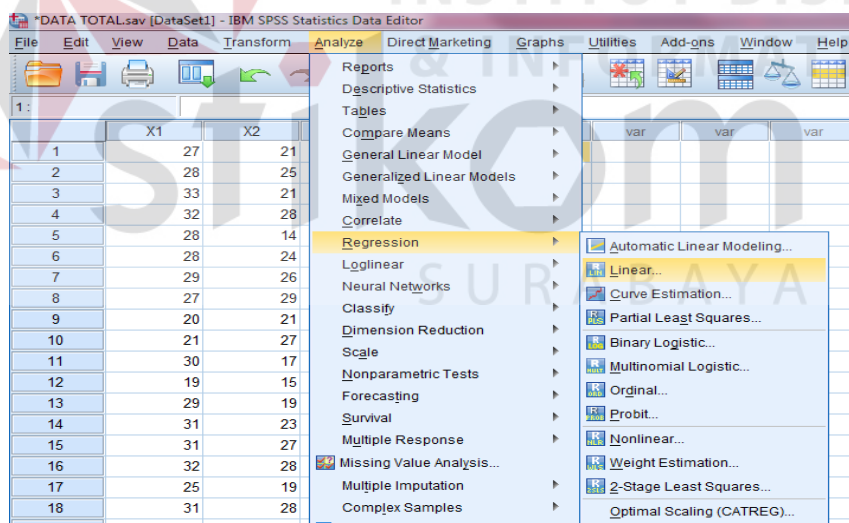 *DATA TOTAL.sav [DataSet1] - IBM SPSS Statistics Data Editor
File Edit View Data Transform Analyze Direct Marketing Graphs Utilities Add-ons Window Help
1 :
X1 X2 var var var
1 27 21
2 28 25
3 33 21
4 32 28
5 28 14
6 28 24
7 29 26
8 27 29
9 20 21
10 21 27
11 30 17
12 19 15
13 29 19
14 31 23
15 31 27
16 32 28
17 25 19
18 31 28
Reports
Descriptive Statistics
Tables
Compare Means
General Linear Model
Generalized Linear Models
Mixed Models
Correlate
Regression
Loglinear
Neural Networks
Classify
Dimension Reduction
Scale
Nonparametric Tests
Forecasting
Survival
Multiple Response
Missing Value Analysis...
Multiple Imputation
Complex Samples
Automatic Linear Modeling...
Linear...
Curve Estimation...
Partial Least Squares...
Binary Logistic...
Multinomial Logistic...
Ordinal...
Probit...
Nonlinear...
Weight Estimation...
2-Stage Least Squares...
Optimal Scaling (CATREG)...
stikom
SURABAYA